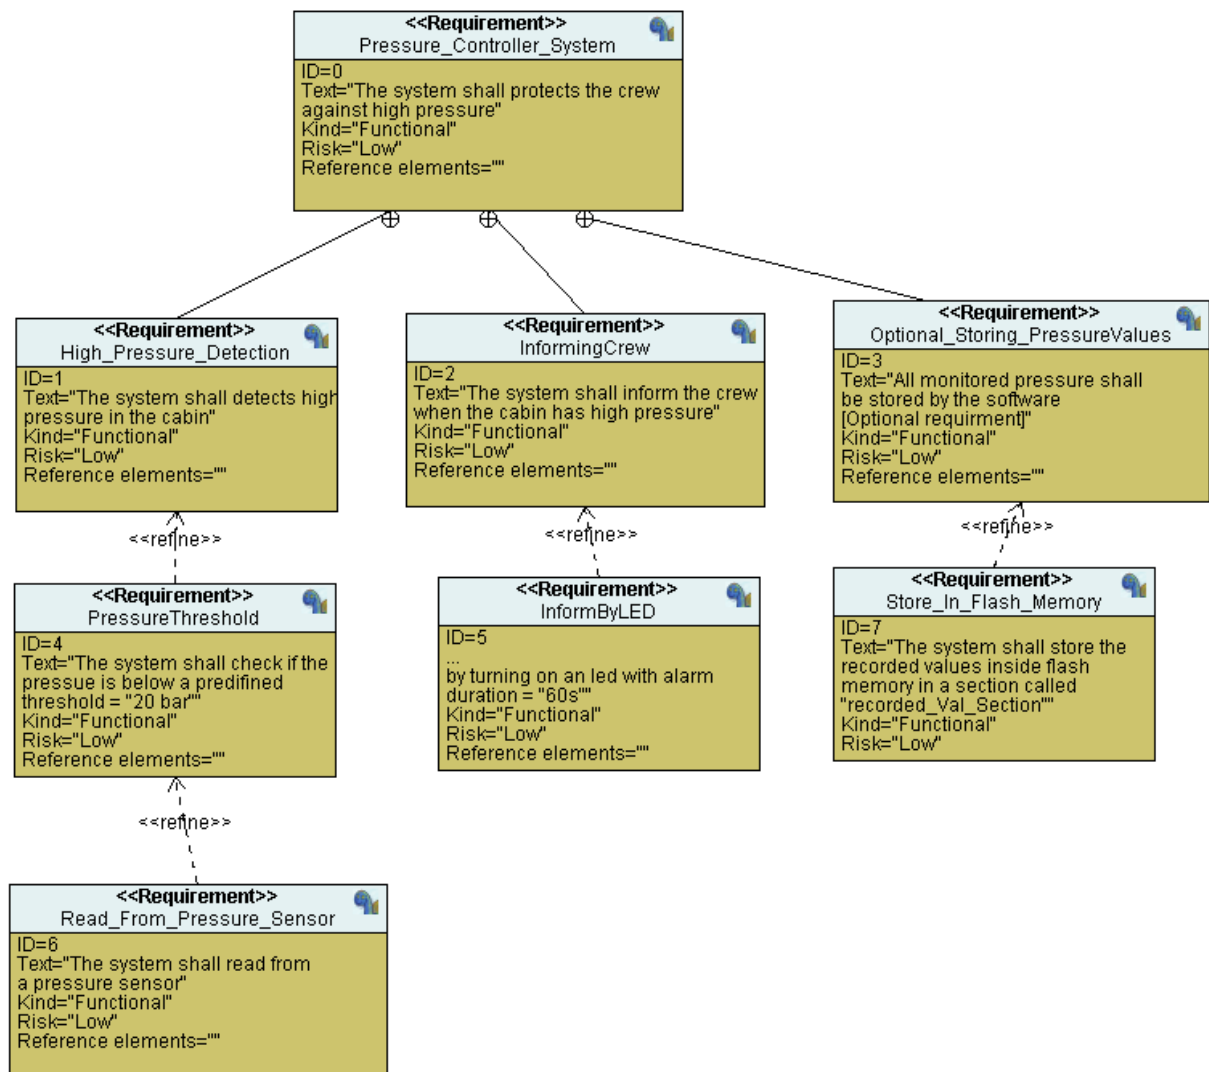 <<Requirement>>
Pressure_Controller_System
ID=0
Text="The system shall protects the crew
against high pressure"
Kind="Functional"
Risk="Low"
Reference elements=""
<<Requirement>>
High_Pressure_Detection
ID=1
Text="The system shall detects high
pressure in the cabin"
Kind="Functional"
Risk="Low"
Reference elements=""
<<Requirement>>
InformingCrew
ID=2
Text="The system shall inform the crew
when the cabin has high pressure"
Kind="Functional"
Risk="Low"
Reference elements=""
<<Requirement>>
Optional_Storing_PressureValues
ID=3
Text="All monitored pressure shall
be stored by the software
[Optional requirment]"
Kind="Functional"
Risk="Low"
Reference elements=""
<<refine>>
<<refine>>
<<refine>>
<<Requirement>>
PressureThreshold
ID=4
Text="The system shall check if the
pressue is below a predifined
threshold = "20 bar""
Kind="Functional"
Risk="Low"
Reference elements=""
<<Requirement>>
InformByLED
ID=5
...
by turning on an led with alarm
duration = "60s""
Kind="Functional"
Risk="Low"
Reference elements=""
<<Requirement>>
Store_In_Flash_Memory
ID=7
Text="The system shall store the
recorded values inside flash
memory in a section called
"recorded_Val_Section""
Kind="Functional"
Risk="Low"
<<refine>>
<<Requirement>>
Read_From_Pressure_Sensor
ID=6
Text="The system shall read from
a pressure sensor"
Kind="Functional"
Risk="Low"
Reference elements=""